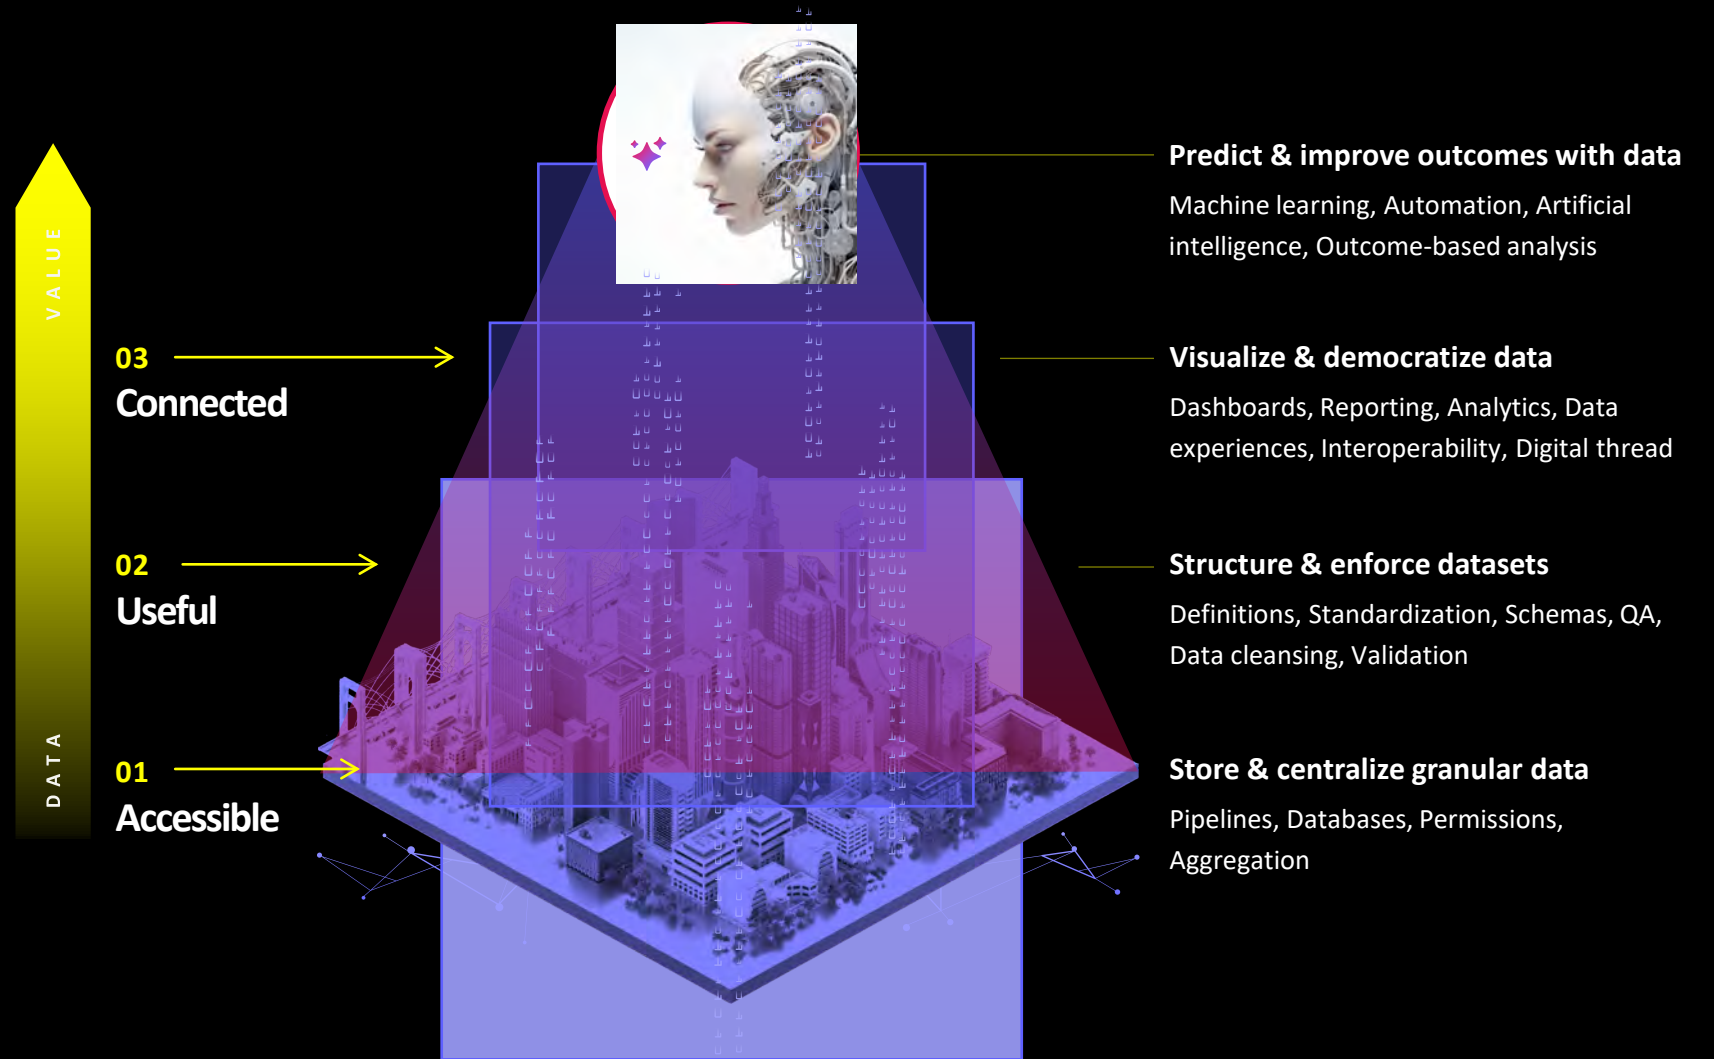 VALUE
DATA
03
Connected
02
Useful
01
Accessible
Predict & improve outcomes with data
Machine learning, Automation, Artificial
intelligence, Outcome-based analysis
Visualize & democratize data
Dashboards, Reporting, Analytics, Data
experiences, Interoperability, Digital thread
Structure & enforce datasets
Definitions, Standardization, Schemas, QA,
Data cleansing, Validation
Store & centralize granular data
Pipelines, Databases, Permissions,
Aggregation